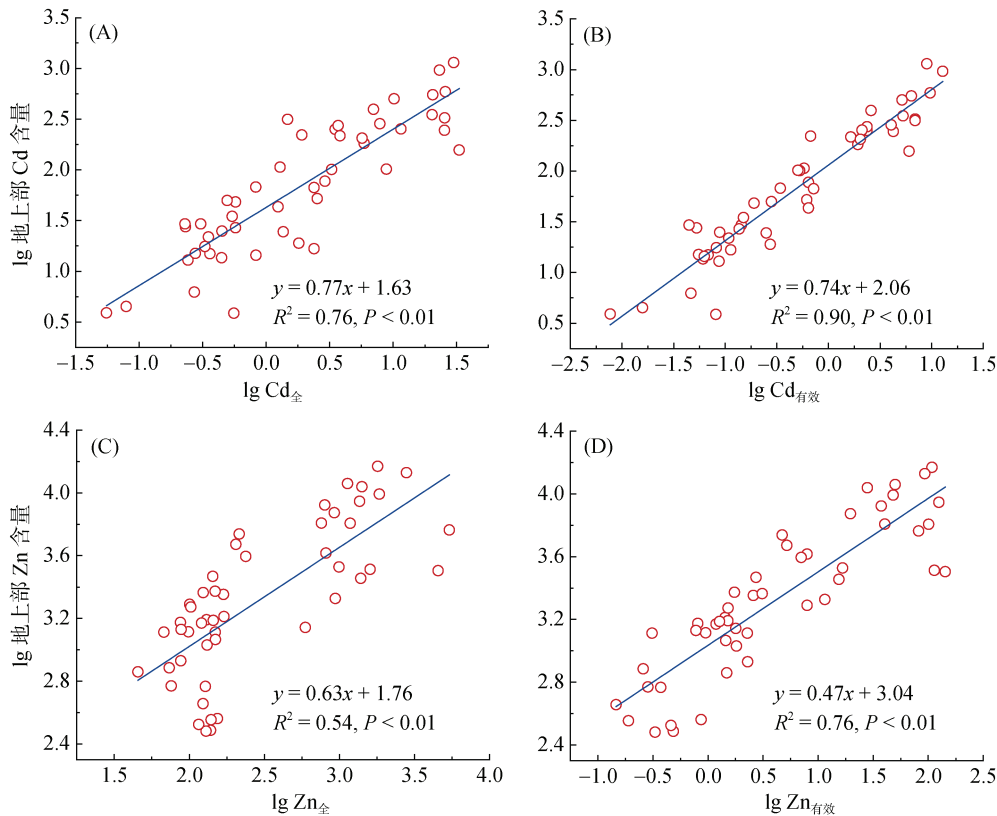 (A)
lg 地上部 Cd 含量
3.5
3.0
2.5
2.0
1.5
1.0
0.5
y = 0.77x + 1.63
R² = 0.76, P < 0.01
−1.5 −1.0 −0.5 0.0 0.5 1.0 1.5
lg Cd全
(B)
3.5
3.0
2.5
2.0
1.5
1.0
0.5
y = 0.74x + 2.06
R² = 0.90, P < 0.01
−2.5 −2.0 −1.5 −1.0 −0.5 0.0 0.5 1.0 1.5
lg Cd有效
(C)
lg 地上部 Zn 含量
4.4
4.0
3.6
3.2
2.8
2.4
y = 0.63x + 1.76
R² = 0.54, P < 0.01
1.5 2.0 2.5 3.0 3.5 4.0
lg Zn全
(D)
4.4
4.0
3.6
3.2
2.8
2.4
y = 0.47x + 3.04
R² = 0.76, P < 0.01
−1.0 −0.5 0.0 0.5 1.0 1.5 2.0 2.5
lg Zn有效